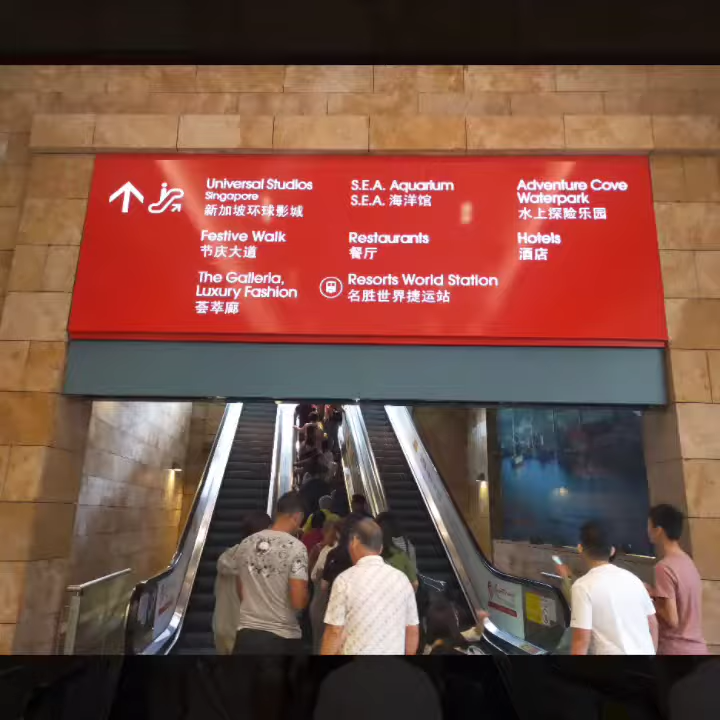 Universal Studios
Singapore
新加坡环球影城
S.E.A. Aquarium
S.E.A. 海洋馆
Adventure Cove
Waterpark
水上探险乐园
Festive Walk
节庆大道
Restaurants
餐厅
Hotels
酒店
The Galleria,
Luxury Fashion
荟萃廊
Resorts World Station
名胜世界捷运站